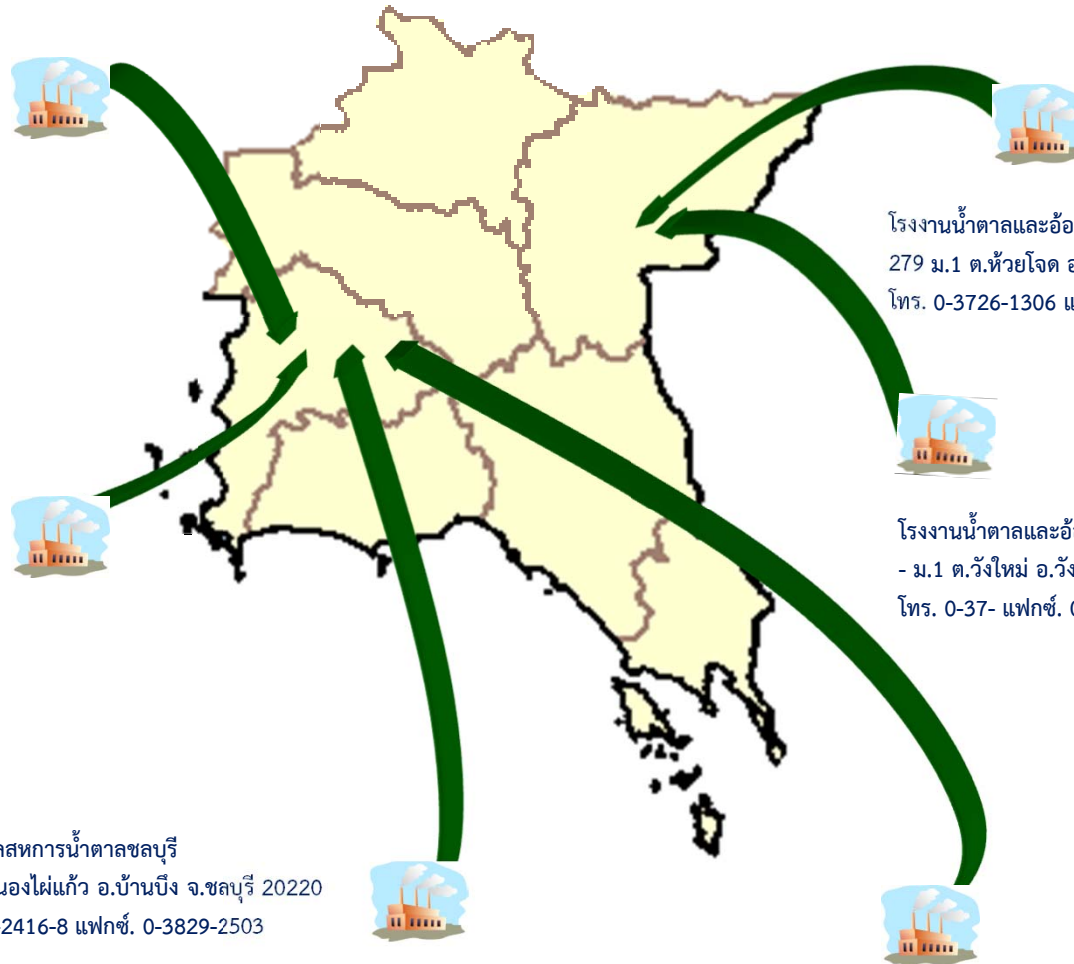 โรงงานน้ำตาลและอ้อ
279 ม.1 ต.ห้วยโจด อ
โทร. 0-3726-1306 แ
โรงงานน้ำตาลและอ้
- ม.1 ต.วังใหม่ อ.วัง
โทร. 0-37- แฟกซ์. 0
ลสหการน้ำตาลชลบุรี
นองไผ่แก้ว อ.บ้านบึง จ.ชลบุรี 20220
-2416-8 แฟกซ์. 0-3829-2503